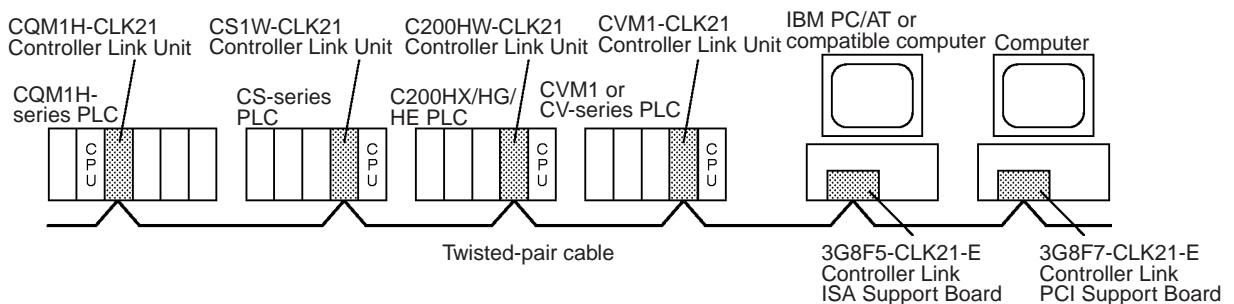 CQM1H-CLK21
Controller Link Unit
CS1W-CLK21
Controller Link Unit
C200HW-CLK21
Controller Link Unit
CVM1-CLK21
Controller Link Unit
IBM PC/AT or
compatible computer
Computer
CQM1H-
series PLC
CS-series
PLC
C200HX/HG/
HE PLC
CVM1 or
CV-series PLC
CPU
CPU
CPU
CPU
Twisted-pair cable
3G8F5-CLK21-E
Controller Link
ISA Support Board
3G8F7-CLK21-E
Controller Link
PCI Support Board